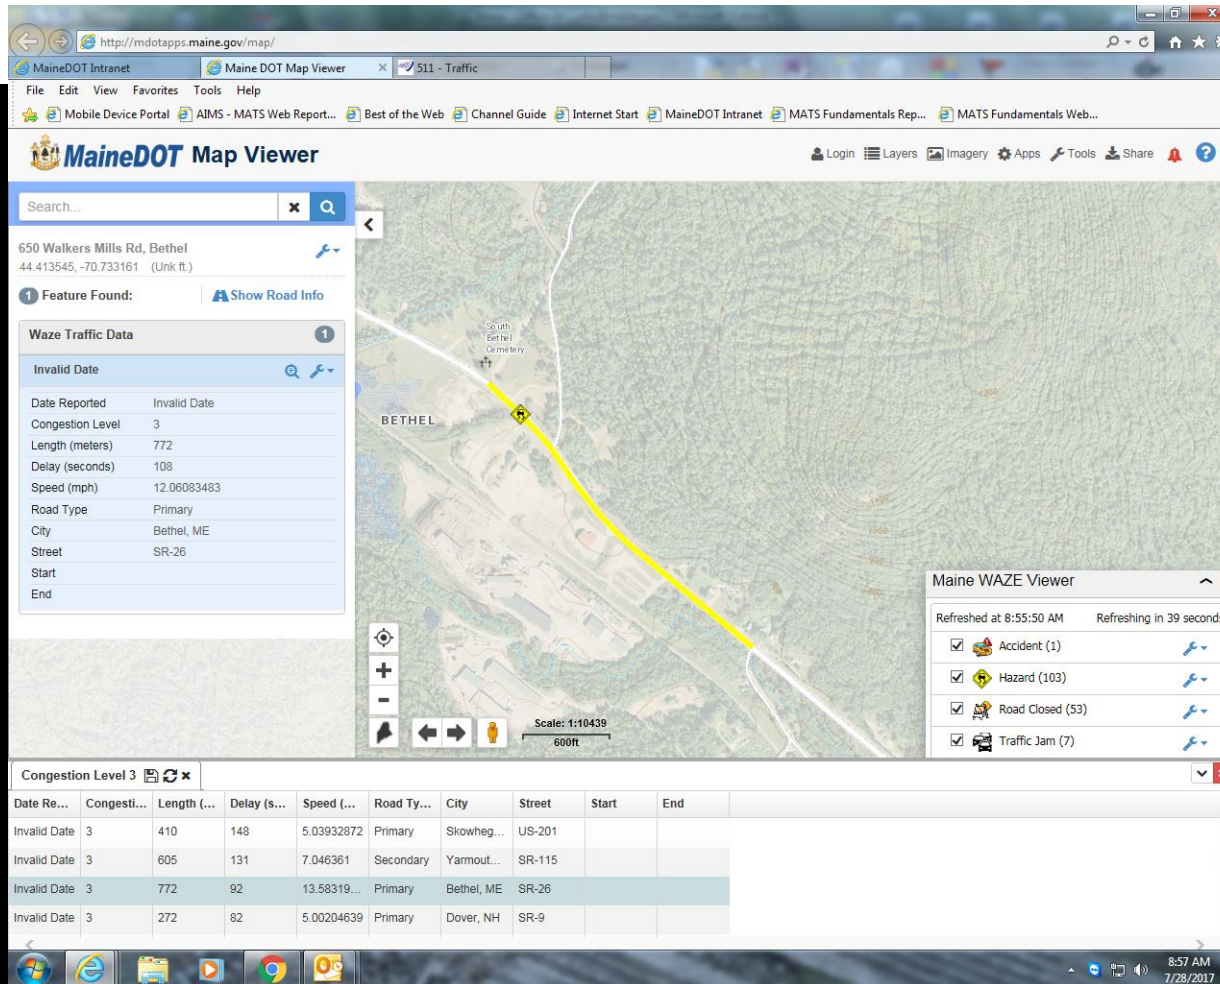 http://mdotapps.maine.gov/map/
MaineDOT Intranet
Maine DOT Map Viewer
511 - Traffic
File Edit View Favorites Tools Help
Mobile Device Portal AIMS - MATS Web Report... Best of the Web Channel Guide Internet Start MaineDOT Intranet MATS Fundamentals Rep... MATS Fundamentals Web...
MaineDOT Map Viewer
Login Layers Imagery Apps Tools Share
Search...
650 Walkers Mills Rd, Bethel
44.413545, -70.733161 (Unk ft.)
1 Feature Found: Show Road Info
Waze Traffic Data 1
Invalid Date
Date Reported Invalid Date
Congestion Level 3
Length (meters) 772
Delay (seconds) 108
Speed (mph) 12.06083483
Road Type Primary
City Bethel, ME
Street SR-26
Start
End
South
Bethel
Cemetery
BETHEL
Scale: 1:10439
600ft
Maine WAZE Viewer
Refreshed at 8:55:50 AM Refreshing in 39 seconds
Accident (1)
Hazard (103)
Road Closed (53)
Traffic Jam (7)
Congestion Level 3
Date Re... Congesti... Length (... Delay (s... Speed (... Road Ty... City Street Start End
Invalid Date 3 410 148 5.03932872 Primary Skowheg... US-201
Invalid Date 3 605 131 7.046361 Secondary Yarmout... SR-115
Invalid Date 3 772 92 13.58319... Primary Bethel, ME SR-26
Invalid Date 3 272 82 5.00204639 Primary Dover, NH SR-9
8:57 AM
7/28/2017